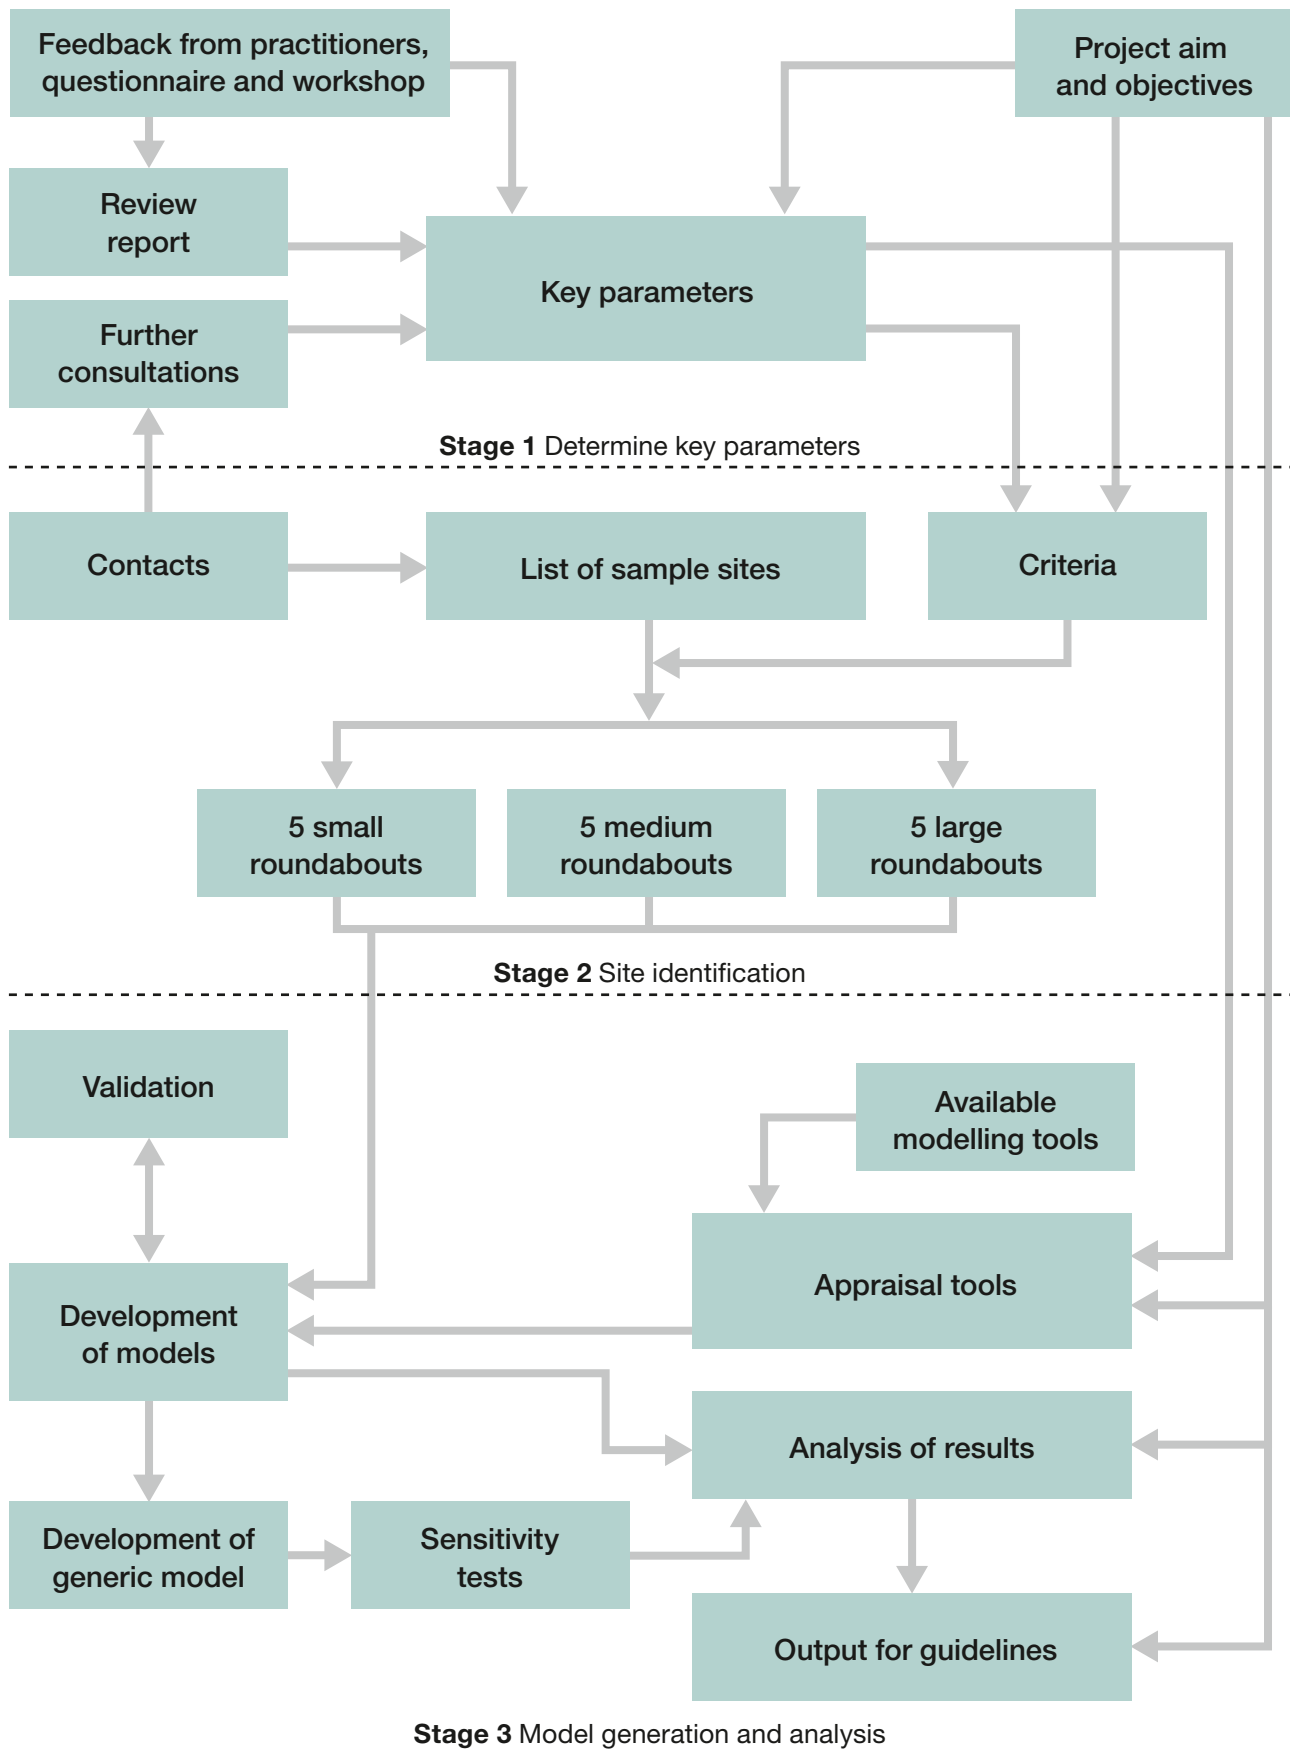 Feedback from practitioners,
questionnaire and workshop
Project aim
and objectives
Review
report
Key parameters
Further
consultations
Stage 1 Determine key parameters
Contacts
List of sample sites
Criteria
5 small
roundabouts
5 medium
roundabouts
5 large
roundabouts
Stage 2 Site identification
Validation
Available
modelling tools
Appraisal tools
Development
of models
Analysis of results
Development of
generic model
Sensitivity
tests
Output for guidelines
Stage 3 Model generation and analysis